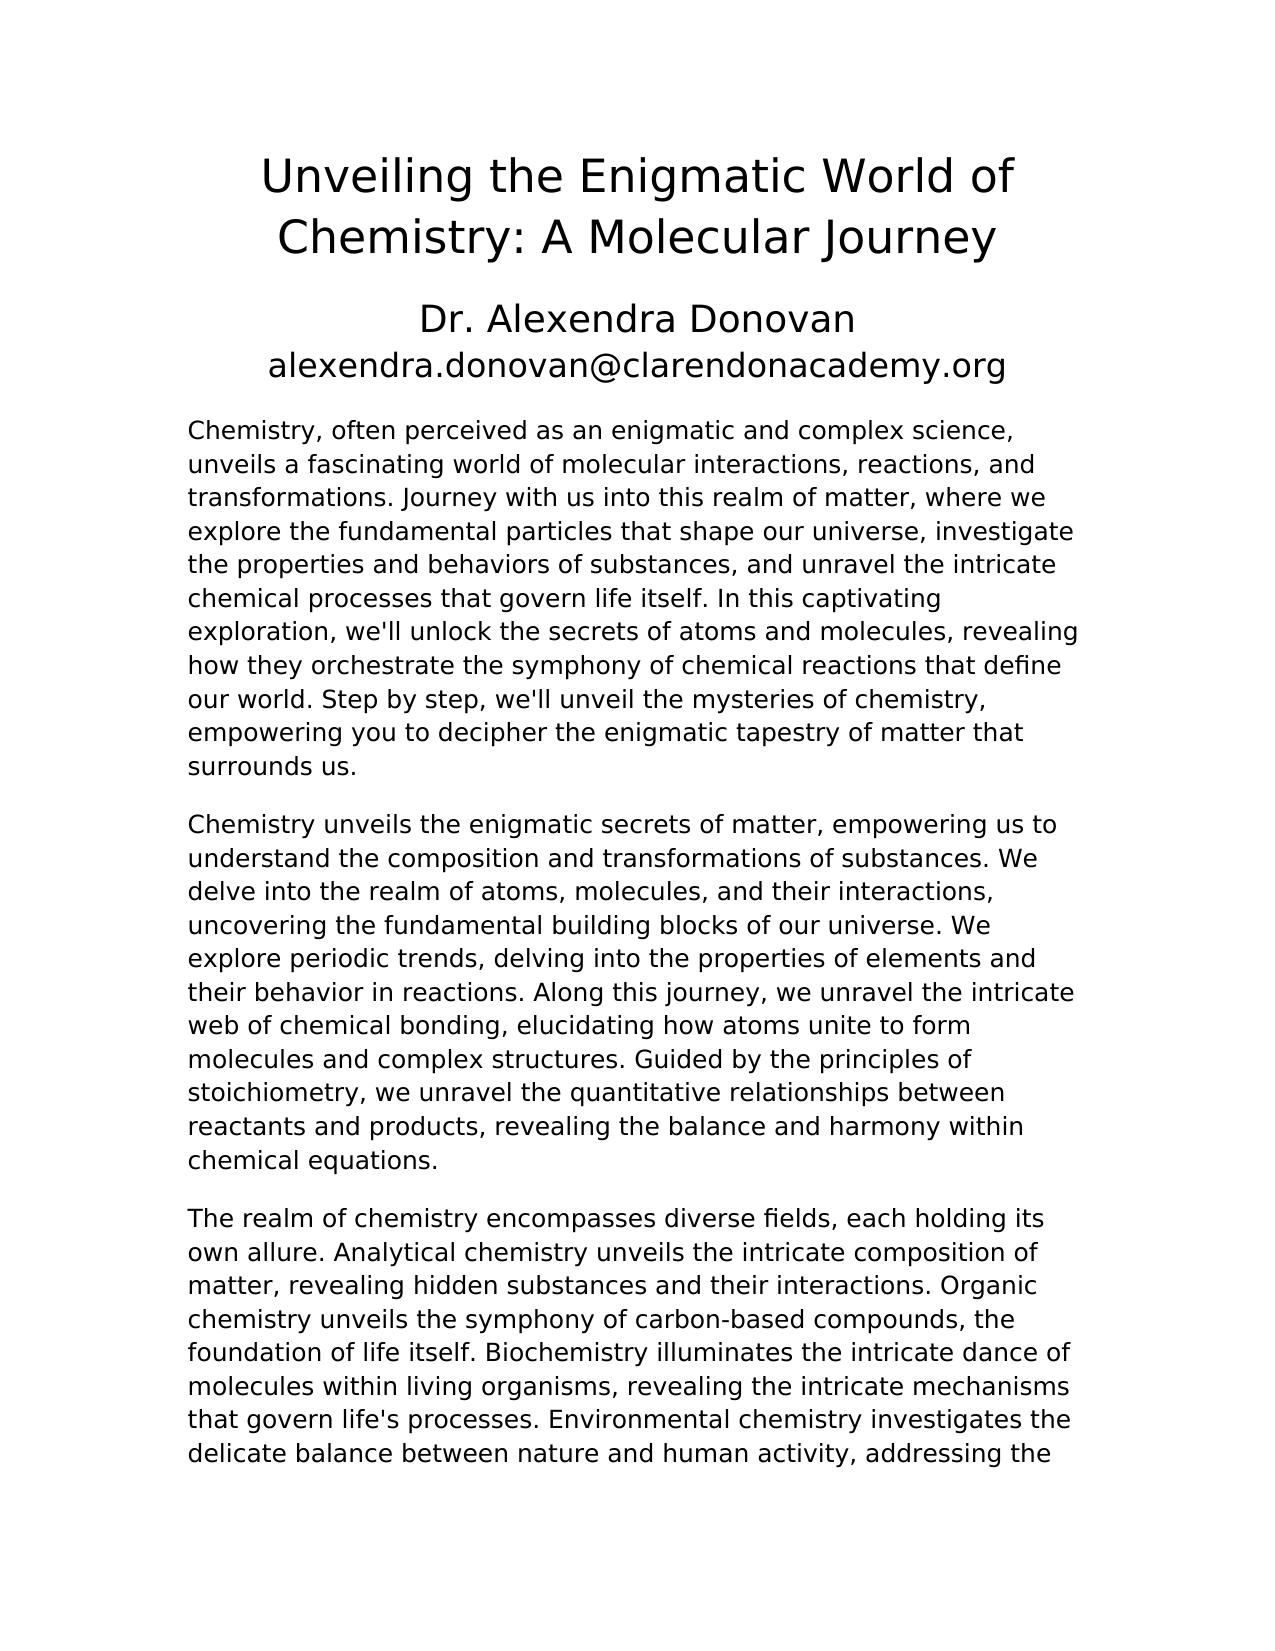 Unveiling the Enigmatic World of
Chemistry: A Molecular Journey
Dr. Alexendra Donovan
alexendra.donovan@clarendonacademy.org
Chemistry, often perceived as an enigmatic and complex science,
unveils a fascinating world of molecular interactions, reactions, and
transformations. Journey with us into this realm of matter, where we
explore the fundamental particles that shape our universe, investigate
the properties and behaviors of substances, and unravel the intricate
chemical processes that govern life itself. In this captivating
exploration, we'll unlock the secrets of atoms and molecules, revealing
how they orchestrate the symphony of chemical reactions that define
our world. Step by step, we'll unveil the mysteries of chemistry,
empowering you to decipher the enigmatic tapestry of matter that
surrounds us.
Chemistry unveils the enigmatic secrets of matter, empowering us to
understand the composition and transformations of substances. We
delve into the realm of atoms, molecules, and their interactions,
uncovering the fundamental building blocks of our universe. We
explore periodic trends, delving into the properties of elements and
their behavior in reactions. Along this journey, we unravel the intricate
web of chemical bonding, elucidating how atoms unite to form
molecules and complex structures. Guided by the principles of
stoichiometry, we unravel the quantitative relationships between
reactants and products, revealing the balance and harmony within
chemical equations.
The realm of chemistry encompasses diverse fields, each holding its
own allure. Analytical chemistry unveils the intricate composition of
matter, revealing hidden substances and their interactions. Organic
chemistry unveils the symphony of carbon-based compounds, the
foundation of life itself. Biochemistry illuminates the intricate dance of
molecules within living organisms, revealing the intricate mechanisms
that govern life's processes. Environmental chemistry investigates the
delicate balance between nature and human activity, addressing the